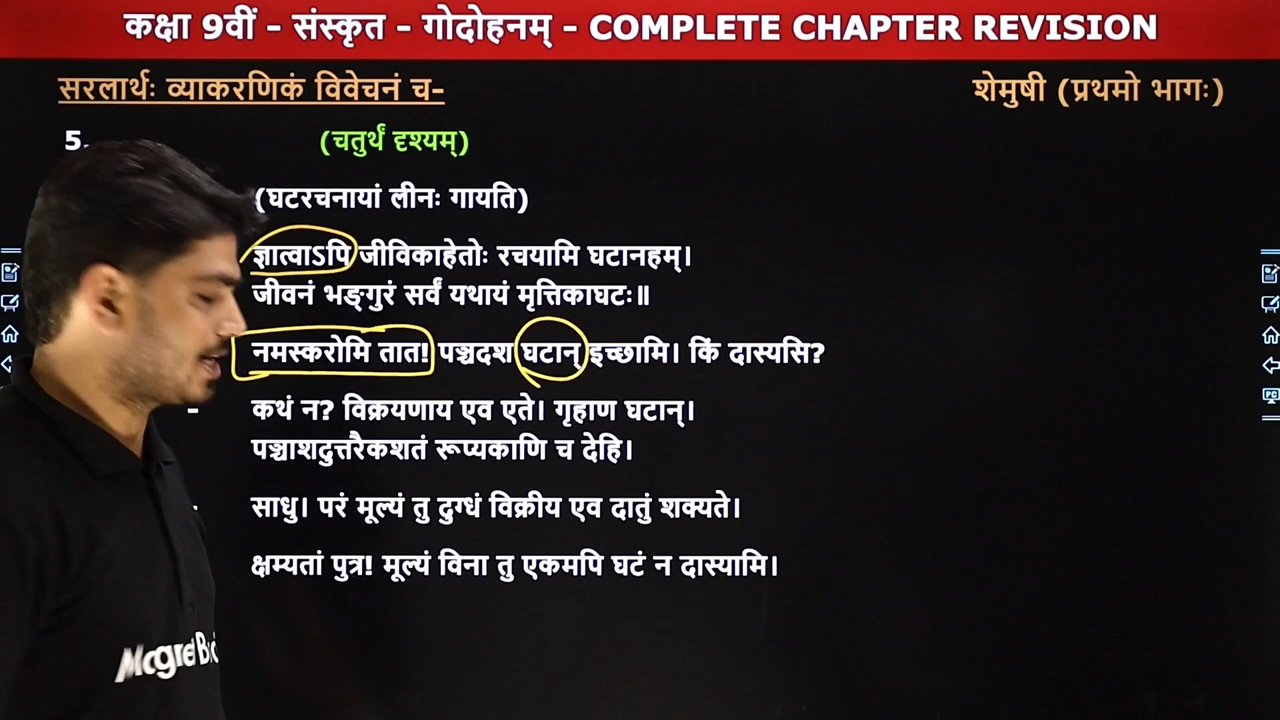 कक्षा 9वीं - संस्कृत - गोदोहनम् - COMPLETE CHAPTER REVISION
सरलार्थः व्याकरणिकं विवेचनं च-
शेमुषी (प्रथमो भागः)
5.
(चतुर्थं दृश्यम्)
(घटरचनायां लीनः गायति)
ज्ञात्वाऽपि जीविकाहेतोः रचयामि घटानहम्।
जीवनं भङ्गुरं सर्वं यथायं मृत्तिकाघटः॥
नमस्करोमि तात! पञ्चदश घटान् इच्छामि। किं दास्यसि?
- कथं न? विक्रयणाय एव एते। गृहाण घटान्।
पञ्चाशदुत्तरैकशतं रूप्यकाणि च देहि।
साधु। परं मूल्यं तु दुग्धं विक्रीय एव दातुं शक्यते।
क्षम्यतां पुत्र! मूल्यं विना तु एकमपि घटं न दास्यामि।